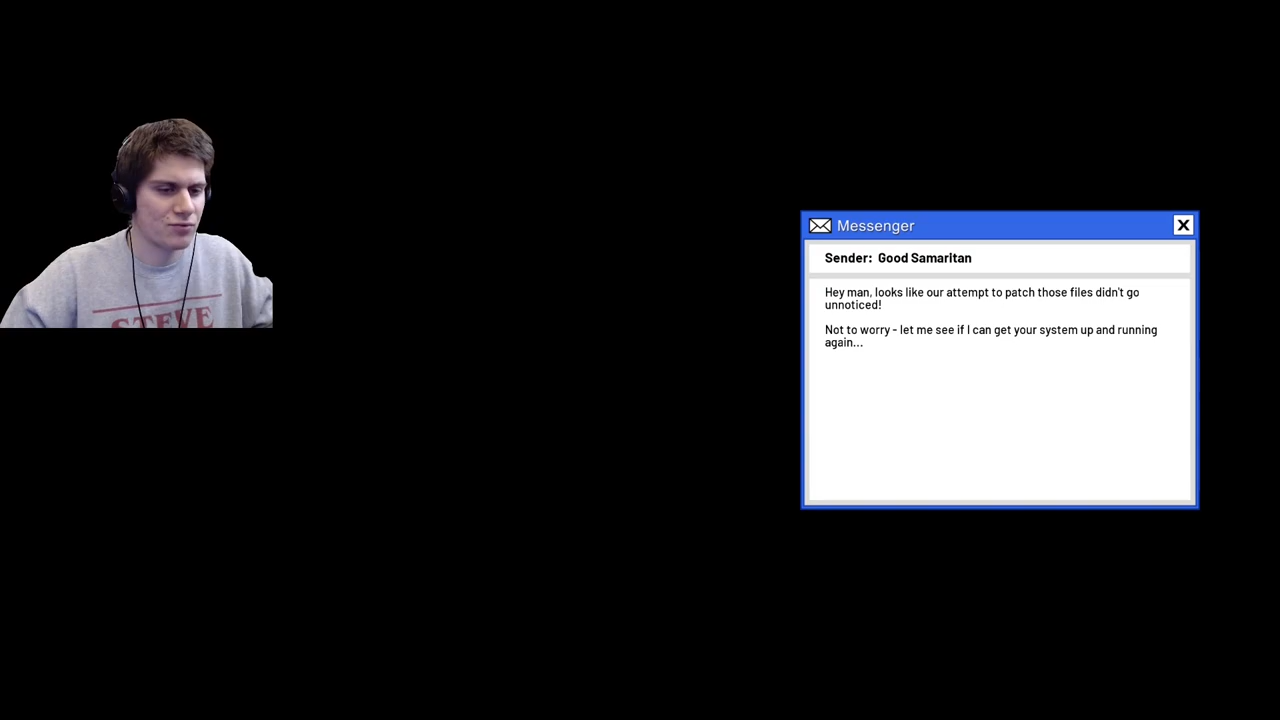 STEVE
Messenger
X
Sender: Good Samaritan
Hey man, looks like our attempt to patch those files didn't go
unnoticed!
Not to worry - let me see if I can get your system up and running
again...